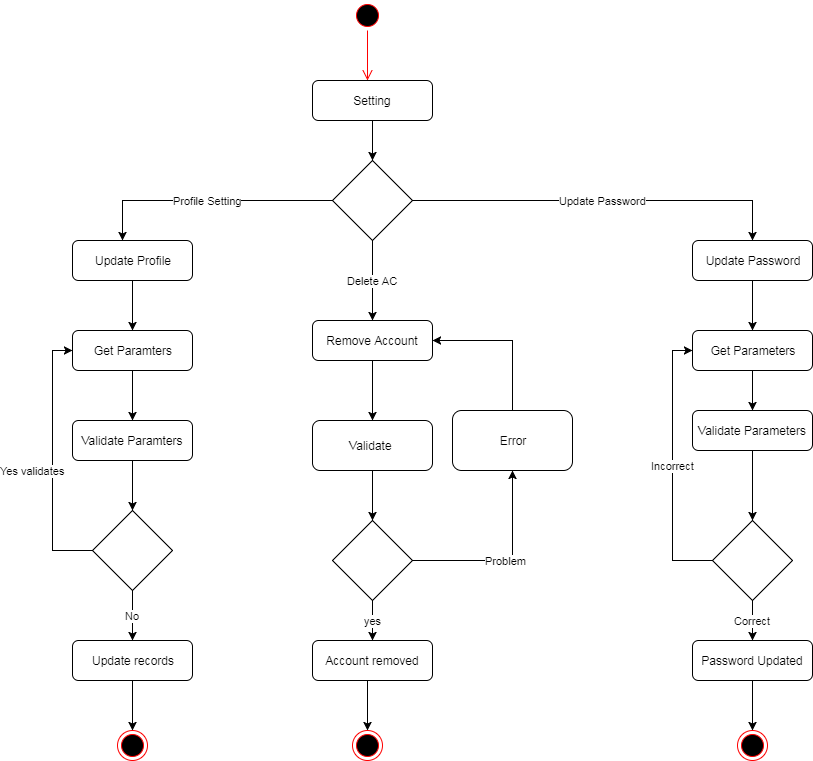 Setting
Profile Setting
Update Password
Update Profile
Delete AC
Update Password
Get Paramters
Remove Account
Get Parameters
Validate Paramters
Validate
Error
Validate Parameters
Yes validates
Incorrect
Problem
No
yes
Correct
Update records
Account removed
Password Updated